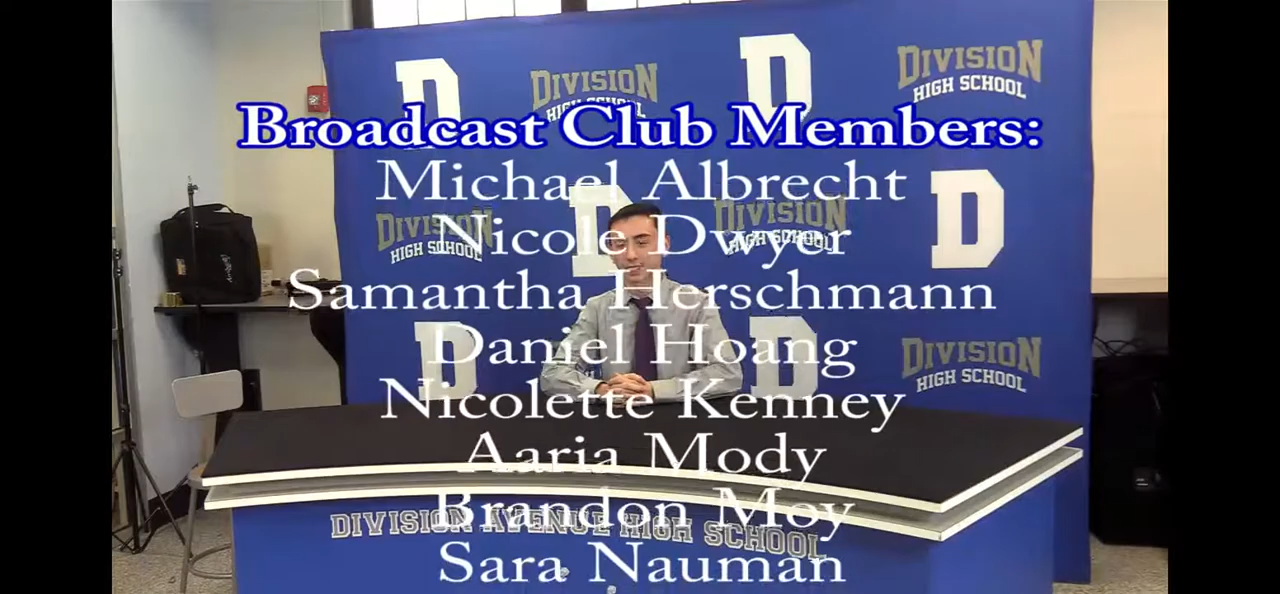 D
DIVISION
HIGH SCHOOL
D
DIVISION
HIGH SCHOOL
Broadcast Club Members:
Michael Albrecht
DIVISION
HIGH SCHOOL
D
DIVISION
HIGH SCHOOL
D
Nicole Dwyer
Samantha Herschmann
D
D
DIVISION
HIGH SCHOOL
Daniel Hoang
Nicolette Kenney
Aaria Mody
Brandon Moy
DIVISION AVENUE HIGH SCHOOL
Sara Nauman